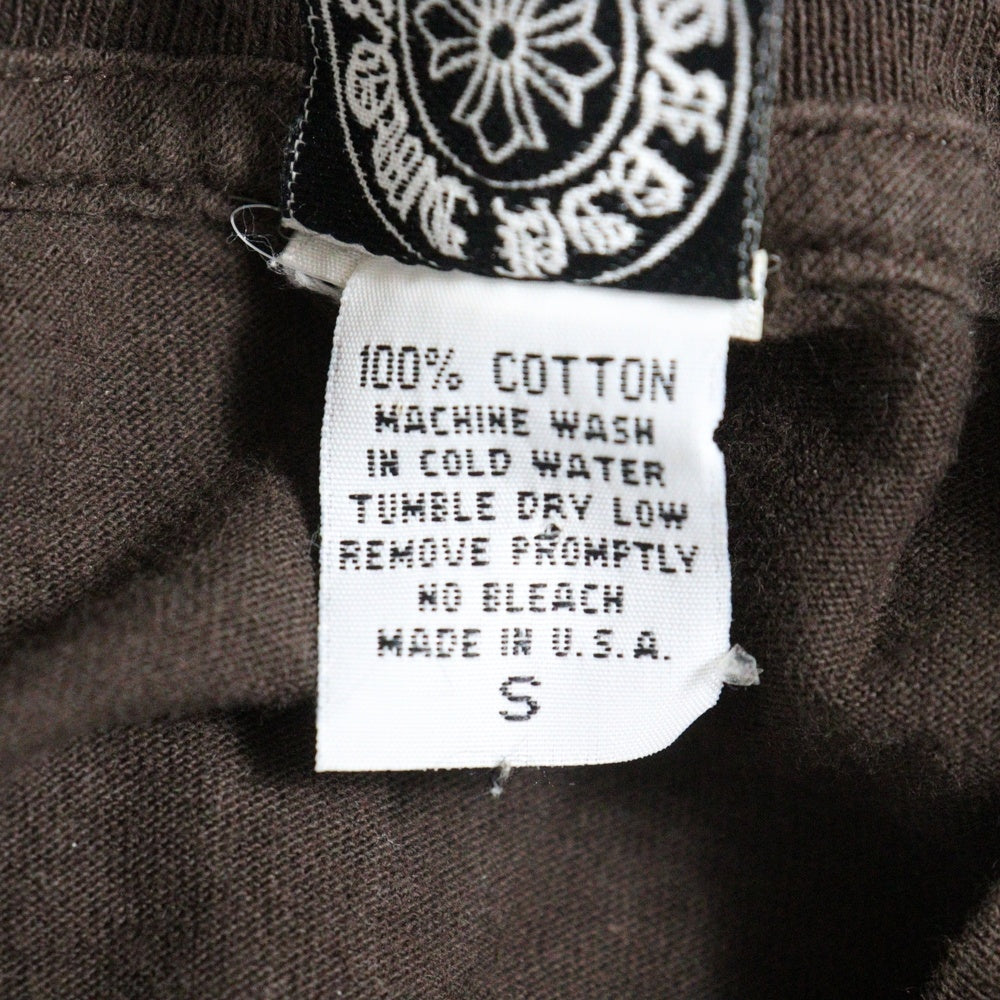 100% COTTON
MACHINE WASH
IN COLD WATER
TUMBLE DRY LOW
REMOVE PROMPTLY
NO BLEACH
MADE IN U.S.A.
S